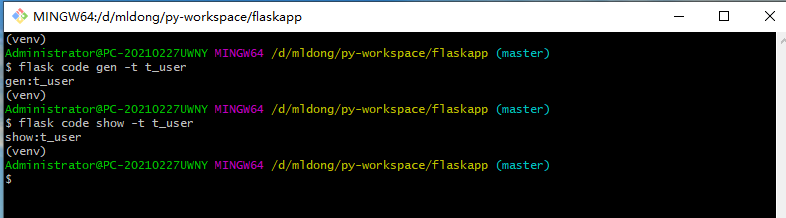 MINGW64:/d/mldong/py-workspace/flaskapp
(venv)
Administrator@PC-20210227UWNY MINGW64 /d/mldong/py-workspace/flaskapp (master)
$ flask code gen -t t_user
gen:t_user
(venv)
Administrator@PC-20210227UWNY MINGW64 /d/mldong/py-workspace/flaskapp (master)
$ flask code show -t t_user
show:t_user
(venv)
Administrator@PC-20210227UWNY MINGW64 /d/mldong/py-workspace/flaskapp (master)
$